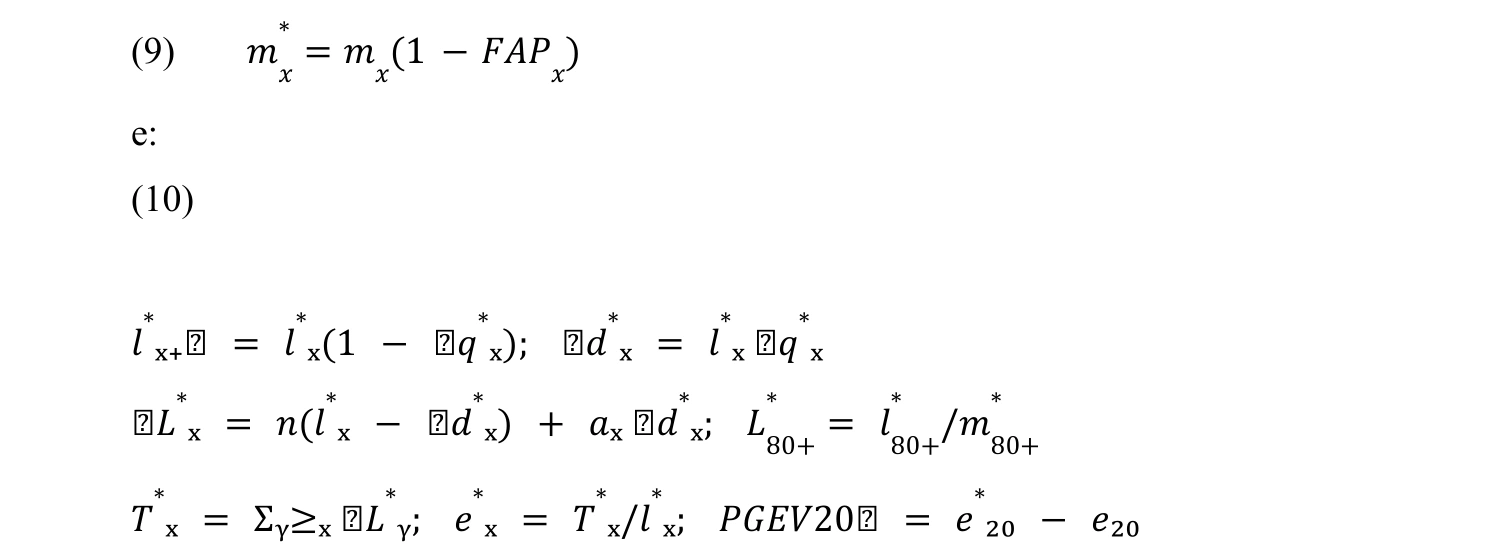 (9) m*ₓ = mₓ(1 − FAPₓ)
e:
(10)
l*ₓ₊⍰ = l*ₓ(1 − ⍰q*ₓ); ⍰d*ₓ = l*ₓ ⍰q*ₓ
⍰L*ₓ = n(l*ₓ − ⍰d*ₓ) + aₓ ⍰d*ₓ; L*₈₀₊ = l*₈₀₊/m*₈₀₊
T*ₓ = Σᵧ≥ₓ ⍰L*ᵧ; e*ₓ = T*ₓ/l*ₓ; PGEV20⍰ = e*₂₀ − e₂₀